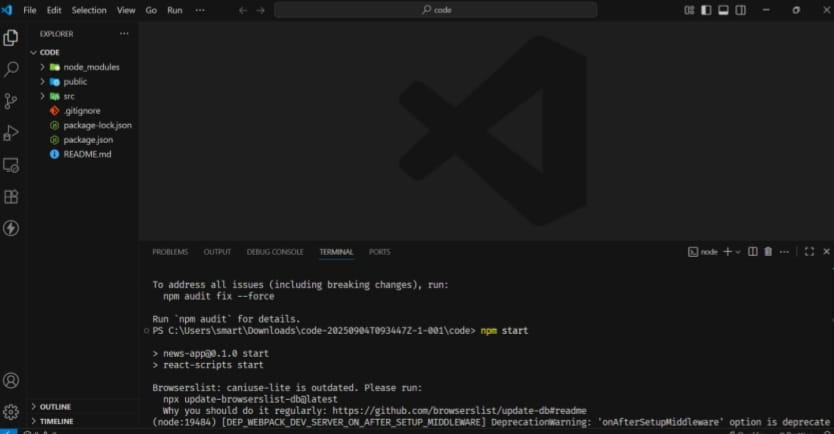 File Edit Selection View Go Run ··· code
EXPLORER ···
CODE
node_modules
public
src
.gitignore
package-lock.json
package.json
README.md
OUTLINE
TIMELINE
PROBLEMS OUTPUT DEBUG CONSOLE TERMINAL PORTS node
To address all issues (including breaking changes), run:
npm audit fix --force
Run `npm audit` for details.
PS C:\Users\smart\Downloads\code-20250904T093447Z-1-001\code> npm start
> news-app@0.1.0 start
> react-scripts start
Browserslist: caniuse-lite is outdated. Please run:
npx update-browserslist-db@latest
Why you should do it regularly: https://github.com/browserslist/update-db#readme
(node:19484) [DEP_WEBPACK_DEV_SERVER_ON_AFTER_SETUP_MIDDLEWARE] DeprecationWarning: 'onAfterSetupMiddleware' option is deprecate